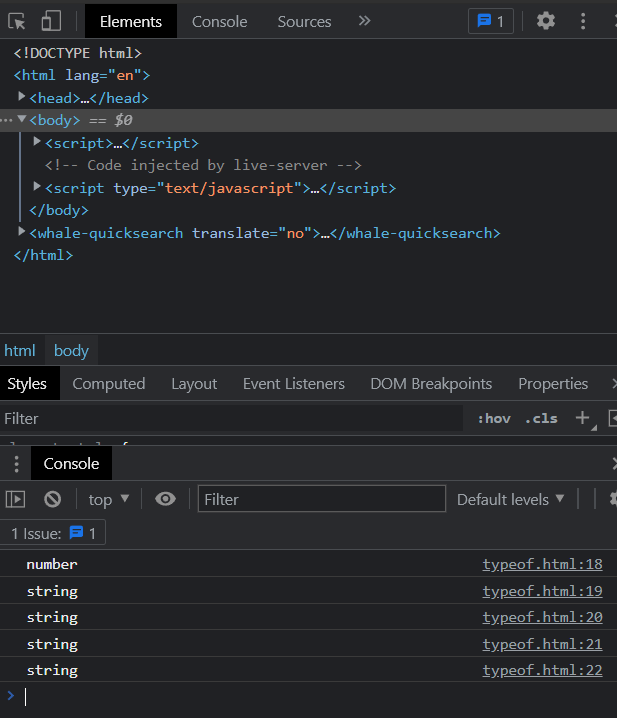 Elements Console Sources » 1
<!DOCTYPE html>
<html lang="en">
<head>…</head>
<body> == $0
<script>…</script>
<!-- Code injected by live-server -->
<script type="text/javascript">…</script>
</body>
<whale-quicksearch translate="no">…</whale-quicksearch>
</html>
html body
Styles Computed Layout Event Listeners DOM Breakpoints Properties
Filter :hov .cls +
Console
top Filter Default levels
1 Issue: 1
number typeof.html:18
string typeof.html:19
string typeof.html:20
string typeof.html:21
string typeof.html:22
>